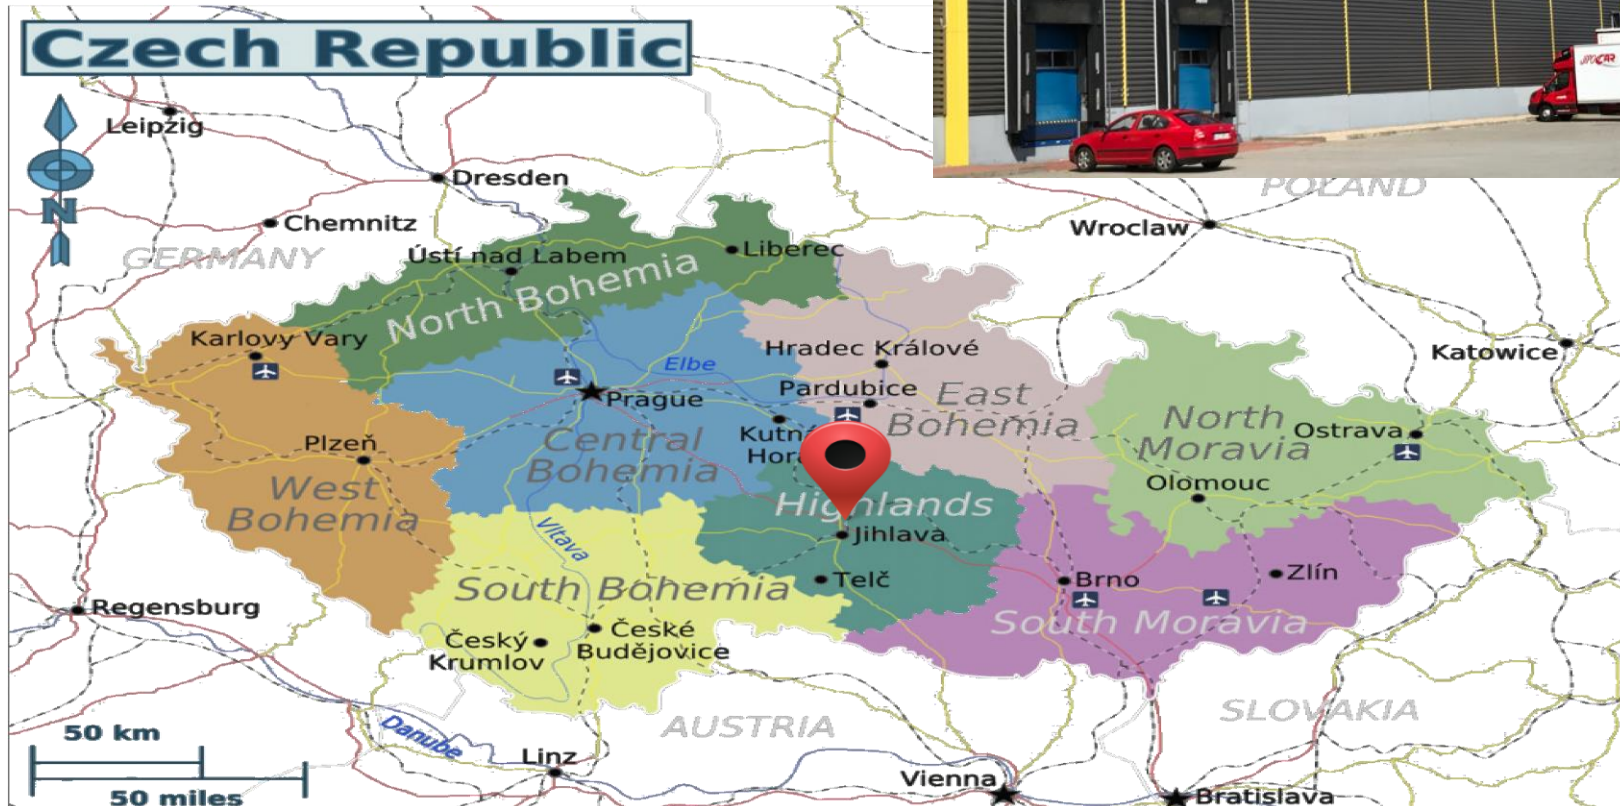 Czech Republic
JIPOCAR
Leipzig
Dresden
POLAND
N
Chemnitz
Wroclaw
GERMANY
Ústí nad Labem
Liberec
North Bohemia
Karlovy Vary
Hradec Králové
Katowice
Elbe
Prague
Pardubice
East
Bohemia
North
Moravia
Ostrava
Plzeň
Central
Bohemia
Kutn
Hor
West
Bohemia
Olomouc
Highlands
Vltava
Jihlava
South Bohemia
Telč
Brno
Zlín
Regensburg
South Moravia
České
Budějovice
Český
Krumlov
AUSTRIA
SLOVAKIA
50 km
Danube
Linz
Vienna
50 miles
Bratislava